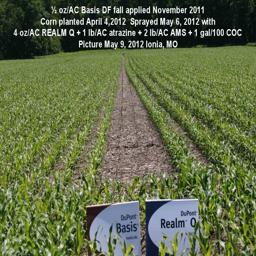 ½ oz/AC Basis DF fall applied November 2011
Corn planted April 4,2012  Sprayed May 6, 2012 with
4 oz/AC REALM Q + 1 lb/AC atrazine + 2 lb/AC AMS + 1 gal/100 COC
Picture May 9, 2012 Ionia, MO
DuPont
Basis
DuPont
Realm Q